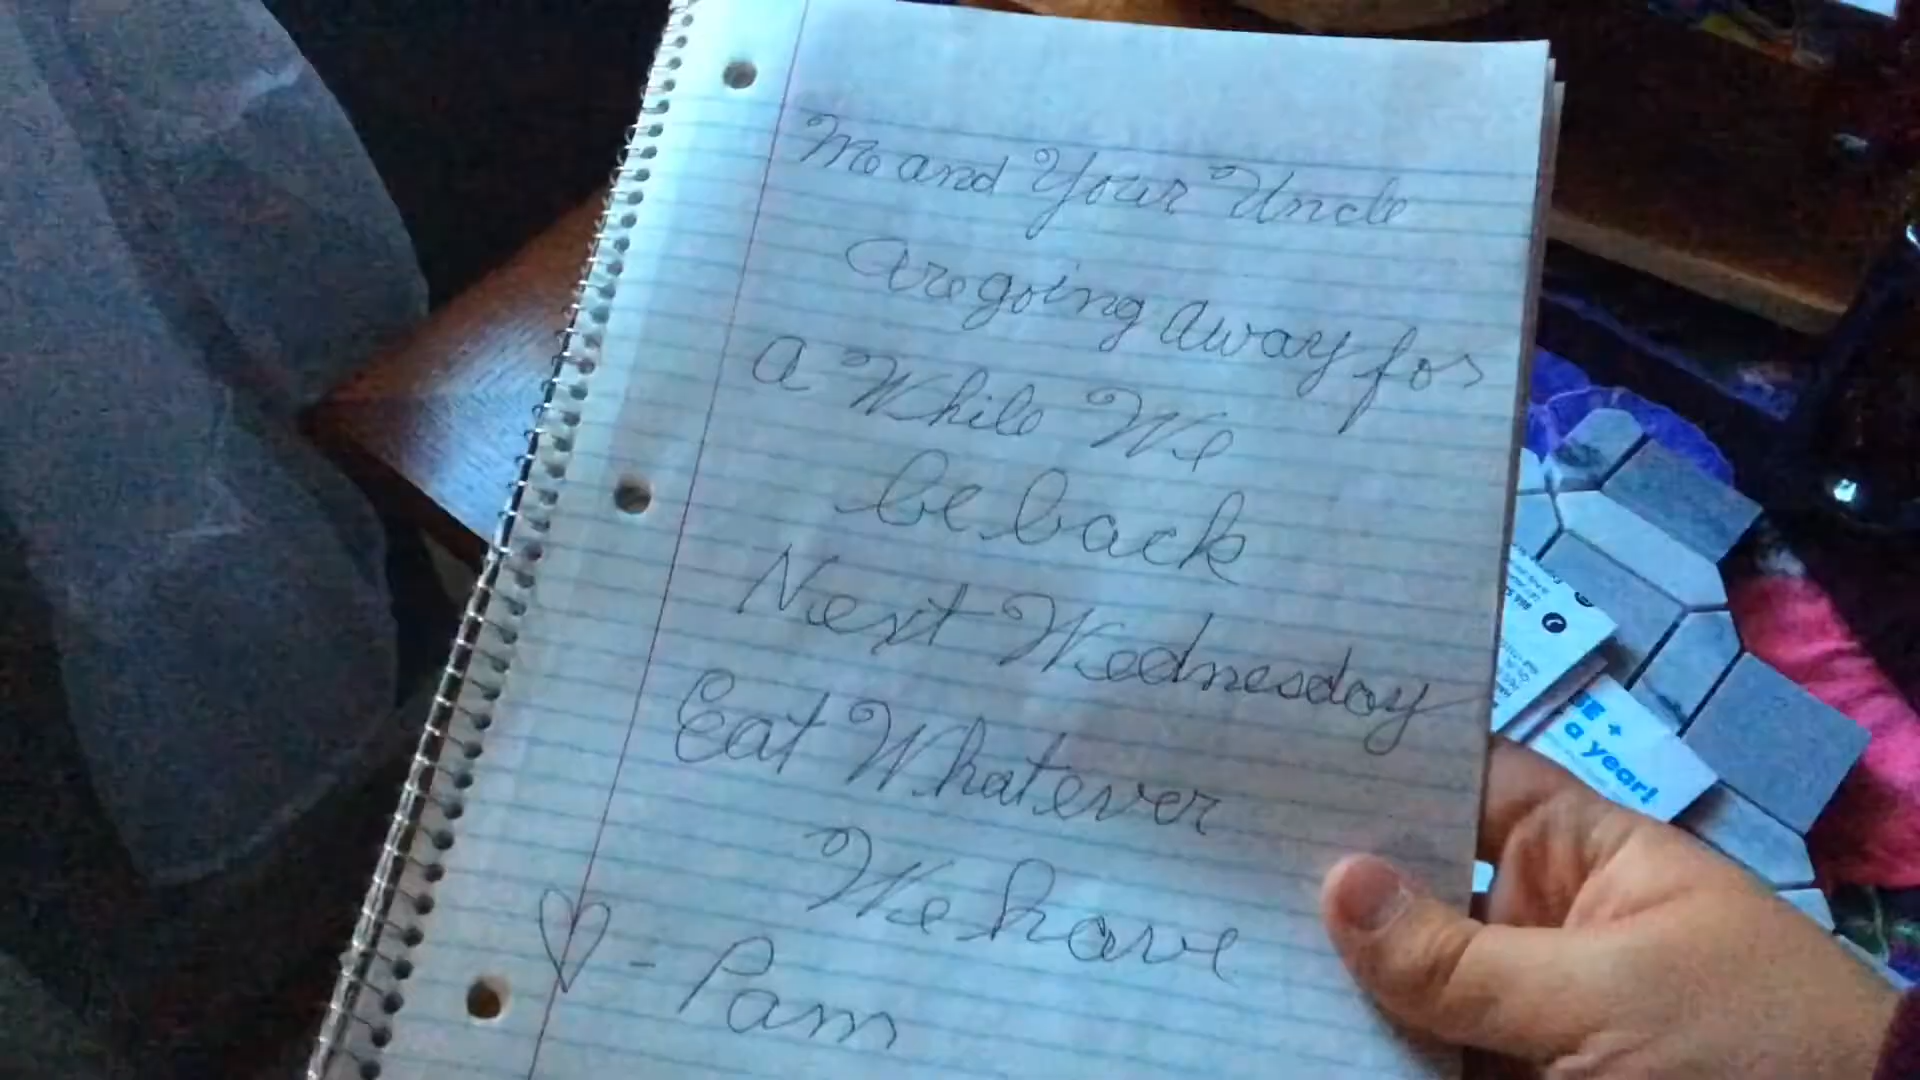 Me and Your Uncle
Are going Away for
A While We
be back
Next Wednesday
Eat Whatever
We have
♡ - Pam
+
a year!